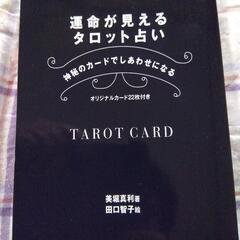 運命が見える
タロット占い
神秘のカードでしあわせになる
オリジナルカード22枚付き
TAROT CARD
美堀真利著
田口智子絵